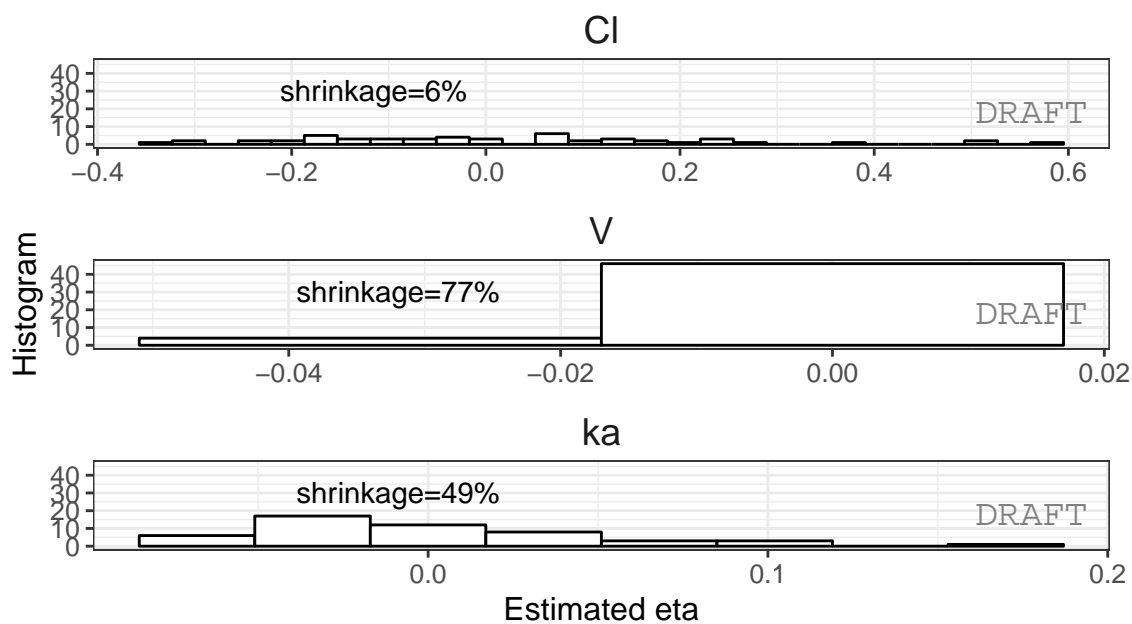 Cl
40
30
20
10
0
shrinkage=6%
DRAFT
−0.4 −0.2 0.0 0.2 0.4 0.6
V
40
30
20
10
0
shrinkage=77%
DRAFT
−0.04 −0.02 0.00 0.02
Histogram
ka
40
30
20
10
0
shrinkage=49%
DRAFT
0.0 0.1 0.2
Estimated eta